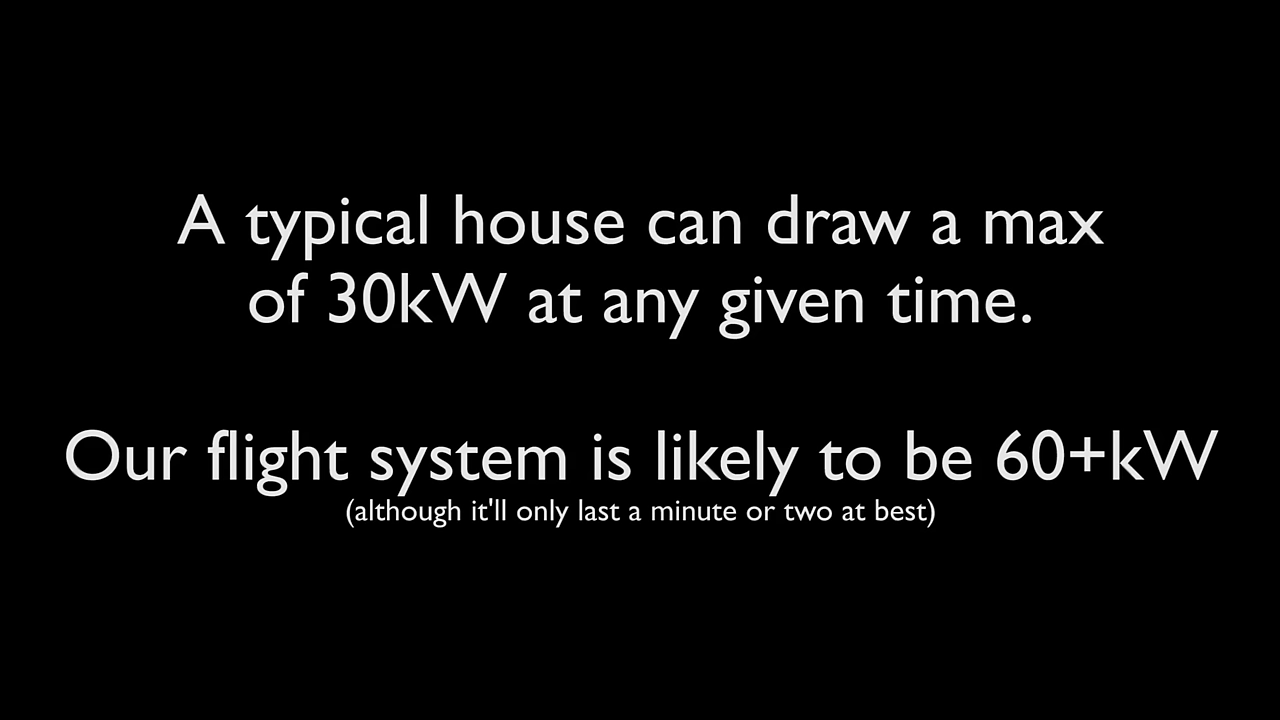 A typical house can draw a max
of 30kW at any given time.
Our flight system is likely to be 60+kW
(although it'll only last a minute or two at best)